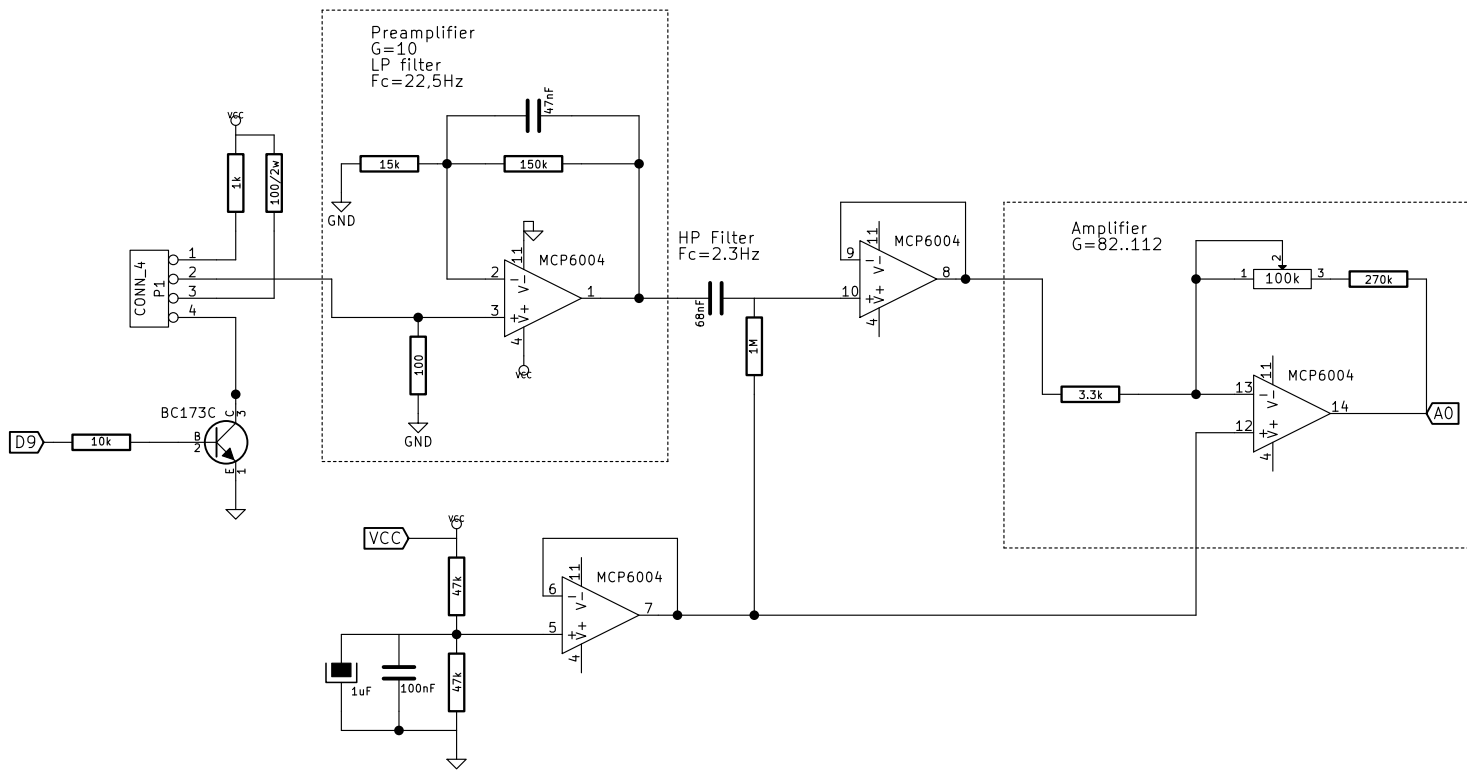 Preamplifier
G=10
LP filter
Fc=22,5Hz
47nF
VCC
1k
100/2w
15k
150k
GND
11
MCP6004
2
-
V-
1
3
+
V+
4
VCC
100
GND
CONN_4
P1
1
2
3
4
HP Filter
Fc=2.3Hz
68nF
1M
11
MCP6004
9
-
V-
8
10
+
V+
4
Amplifier
G=82..112
2
1
100k
3
270k
3.3k
11
MCP6004
13
-
V-
14
12
+
V+
4
A0
BC173C
C
3
D9
10k
B
2
E
1
VCC
VCC
47k
11
MCP6004
6
-
V-
7
5
+
V+
4
1uF
100nF
47k